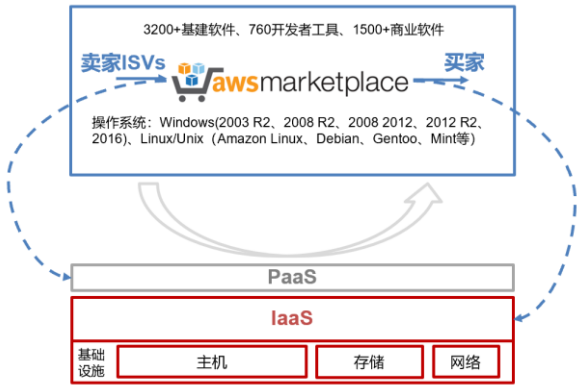 3200+基建软件、760开发者工具、1500+商业软件
卖家ISVs
awsmarketplace
买家
操作系统：Windows(2003 R2、2008 R2、2008 2012、2012 R2、
2016)、Linux/Unix（Amazon Linux、Debian、Gentoo、Mint等）
PaaS
IaaS
基础
设施
主机
存储
网络